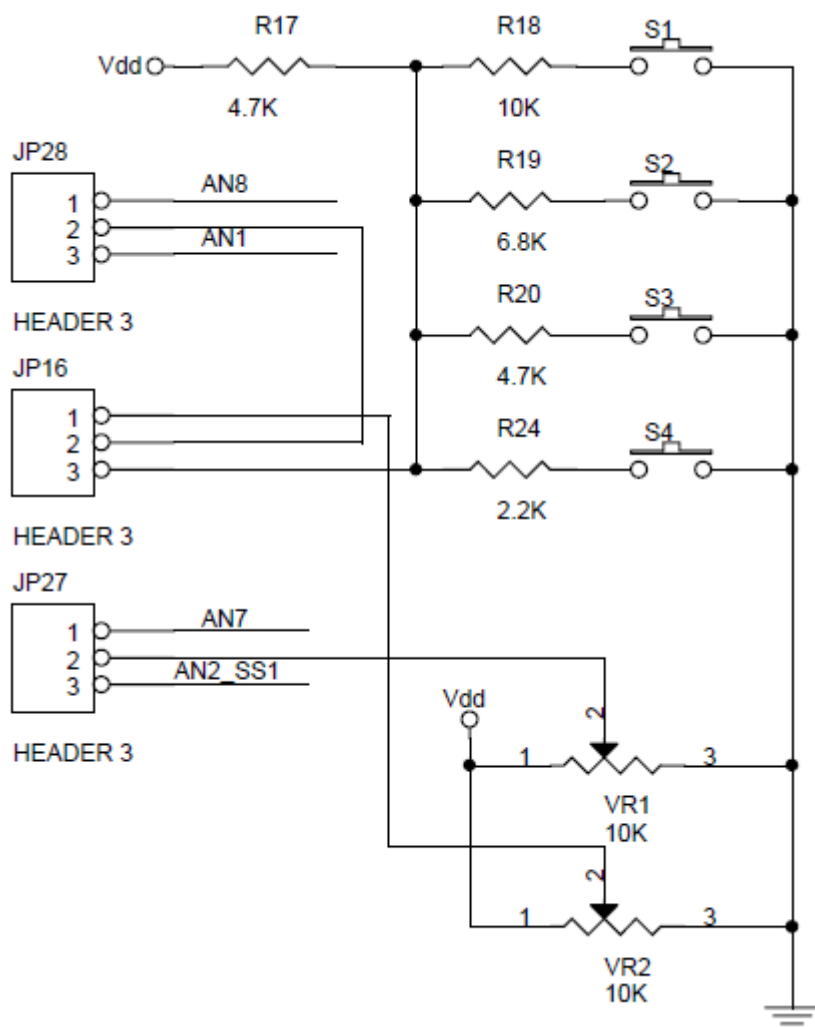 R17 R18 S1
Vdd
4.7K 10K
JP28
R19 S2
1 AN8
2
3 AN1
6.8K
R20 S3
HEADER 3
JP16
4.7K
1
2
3
R24 S4
2.2K
HEADER 3
JP27
1 AN7
2
3 AN2_SS1
Vdd
2
HEADER 3
1 3
VR1
10K
2
1 3
VR2
10K